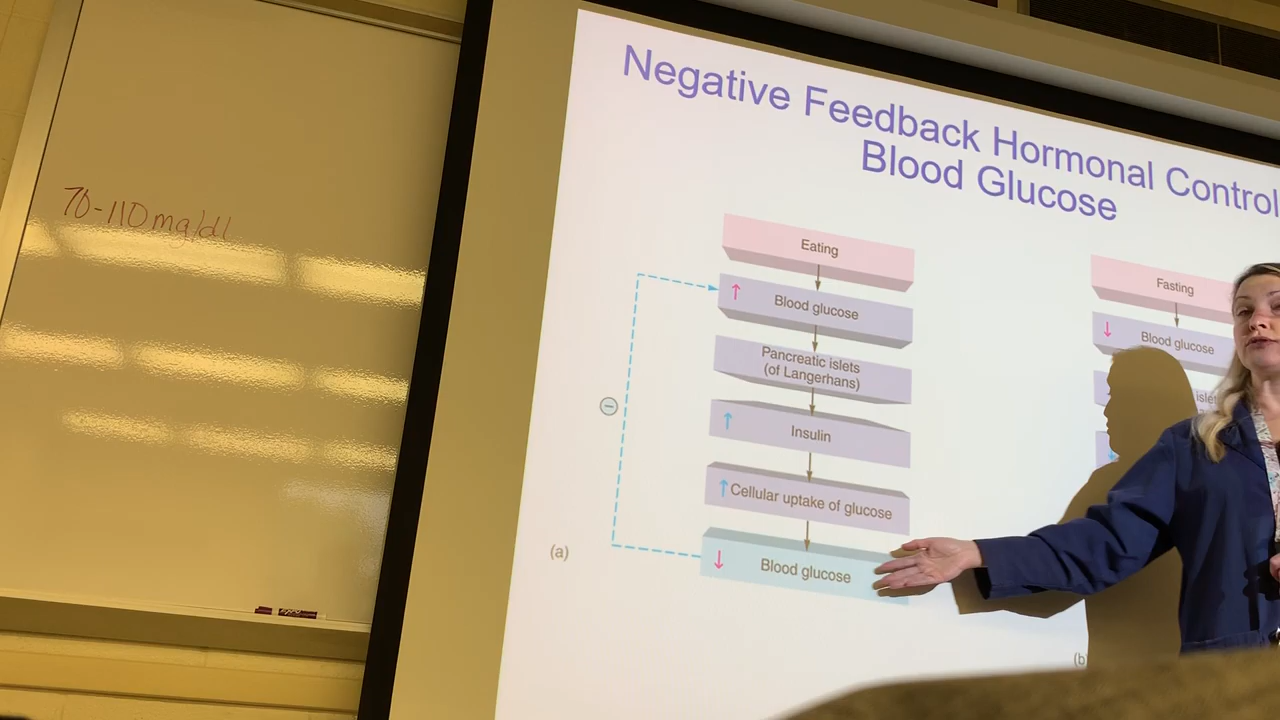 70-110mg/dl
Negative Feedback Hormonal Control
Blood Glucose
Eating
↑ Blood glucose
Pancreatic islets
(of Langerhans)
↑ Insulin
↑ Cellular uptake of glucose
↓ Blood glucose
(a)
Fasting
↓ Blood glucose
(b